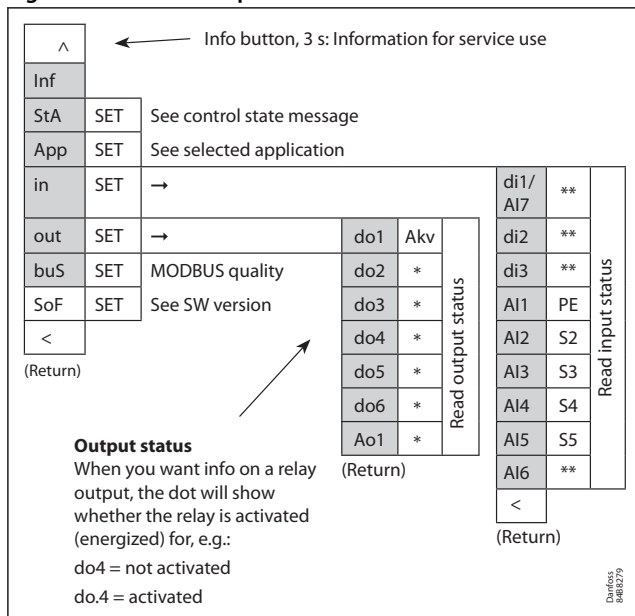 ^
Info button, 3 s: Information for service use
Inf
StA SET See control state message
App SET See selected application
in SET → di1/AI7 **
out SET → do1 Akv di2 **
buS SET MODBUS quality do2 * di3 **
SoF SET See SW version do3 * AI1 PE
< do4 * AI2 S2
(Return) do5 * AI3 S3
do6 * AI4 S4
Ao1 * AI5 S5
(Return) AI6 **
<
(Return)
Read output status
Read input status
Output status
When you want info on a relay
output, the dot will show
whether the relay is activated
(energized) for, e.g.:
do4 = not activated
do.4 = activated
Danfoss
84B8279